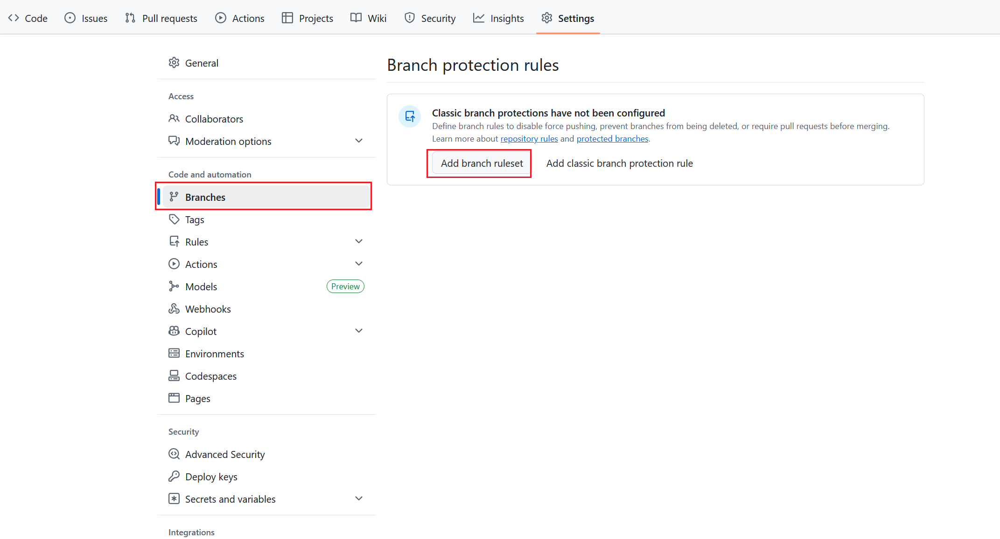 Code Issues Pull requests Actions Projects Wiki Security Insights Settings
General
Access
Collaborators
Moderation options
Code and automation
Branches
Tags
Rules
Actions
Models Preview
Webhooks
Copilot
Environments
Codespaces
Pages
Security
Advanced Security
Deploy keys
Secrets and variables
Integrations
Branch protection rules
Classic branch protections have not been configured
Define branch rules to disable force pushing, prevent branches from being deleted, or require pull requests before merging.
Learn more about repository rules and protected branches.
Add branch ruleset Add classic branch protection rule